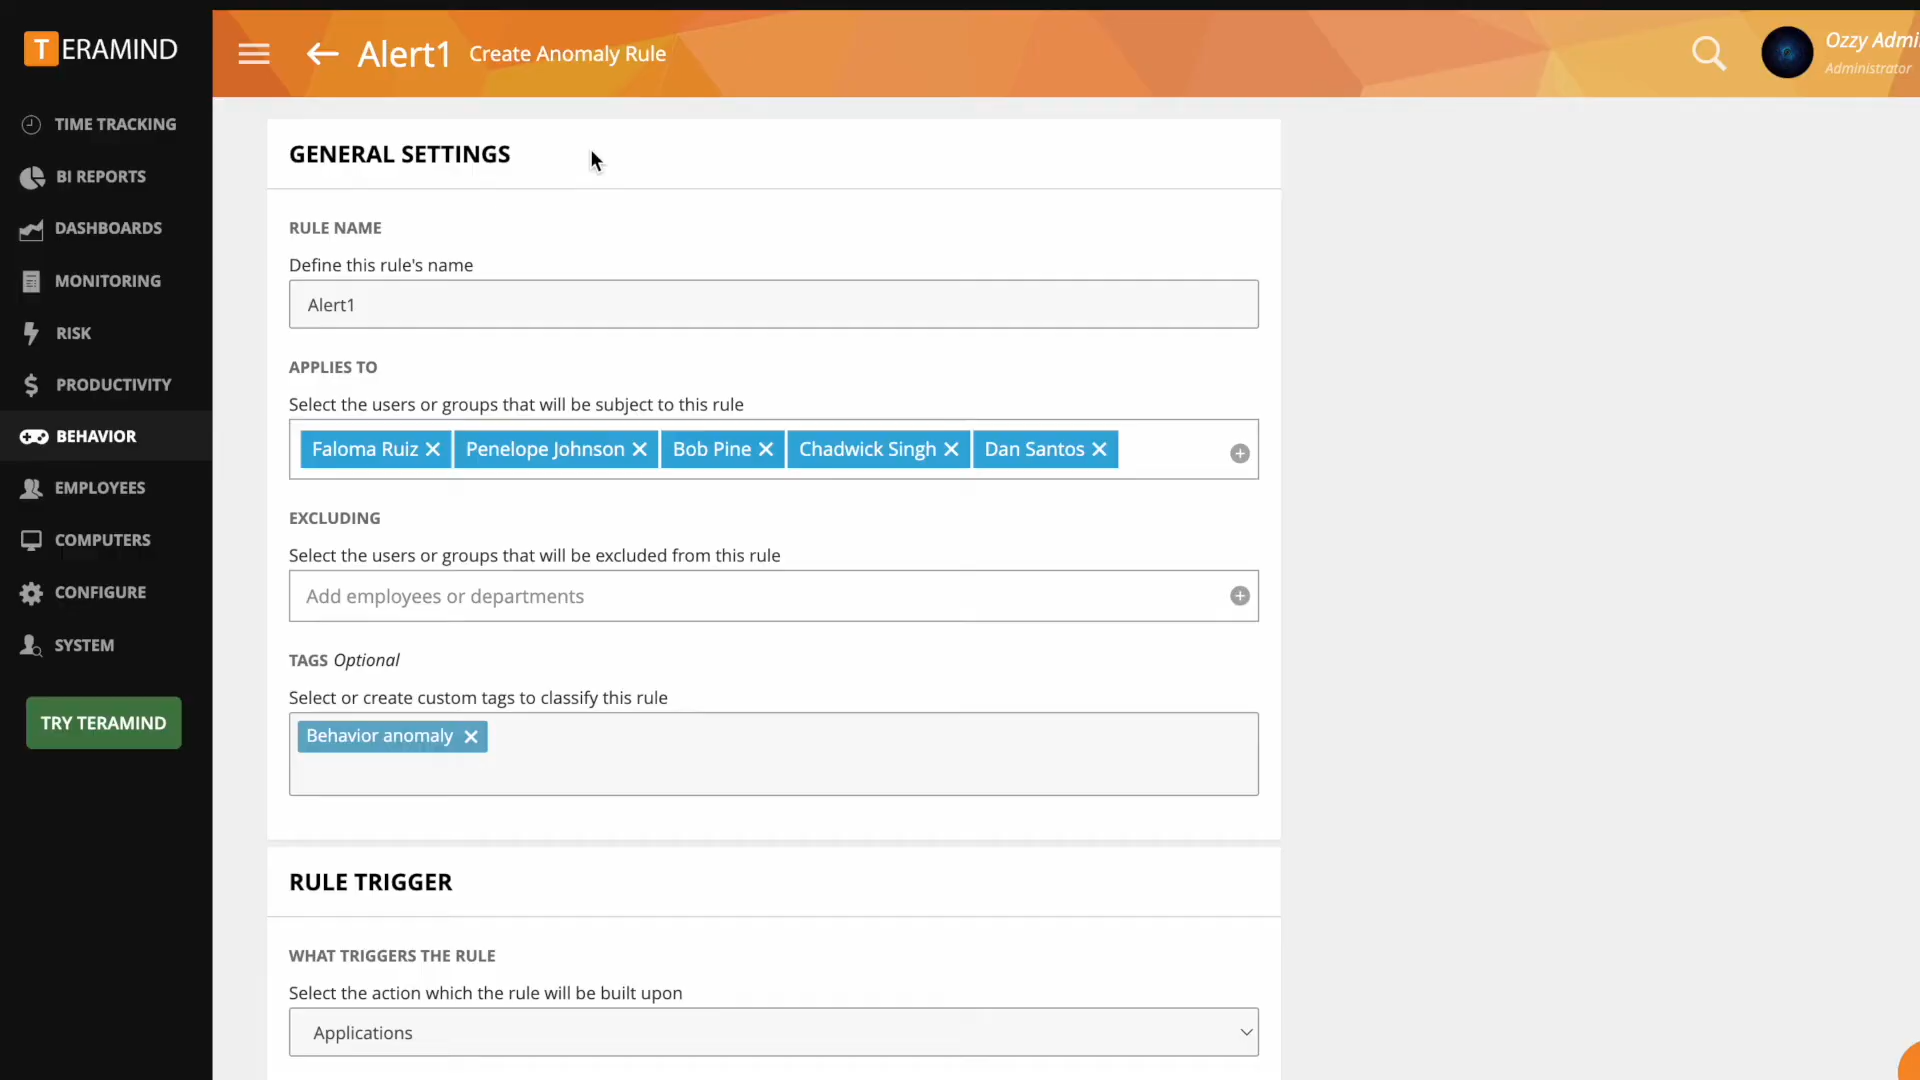 TERAMIND
Alert1 Create Anomaly Rule
Ozzy Admi
Administrator
TIME TRACKING
BI REPORTS
DASHBOARDS
MONITORING
RISK
PRODUCTIVITY
BEHAVIOR
EMPLOYEES
COMPUTERS
CONFIGURE
SYSTEM
TRY TERAMIND
GENERAL SETTINGS
RULE NAME
Define this rule's name
Alert1
APPLIES TO
Select the users or groups that will be subject to this rule
Faloma Ruiz Penelope Johnson Bob Pine Chadwick Singh Dan Santos
EXCLUDING
Select the users or groups that will be excluded from this rule
Add employees or departments
TAGS Optional
Select or create custom tags to classify this rule
Behavior anomaly
RULE TRIGGER
WHAT TRIGGERS THE RULE
Select the action which the rule will be built upon
Applications